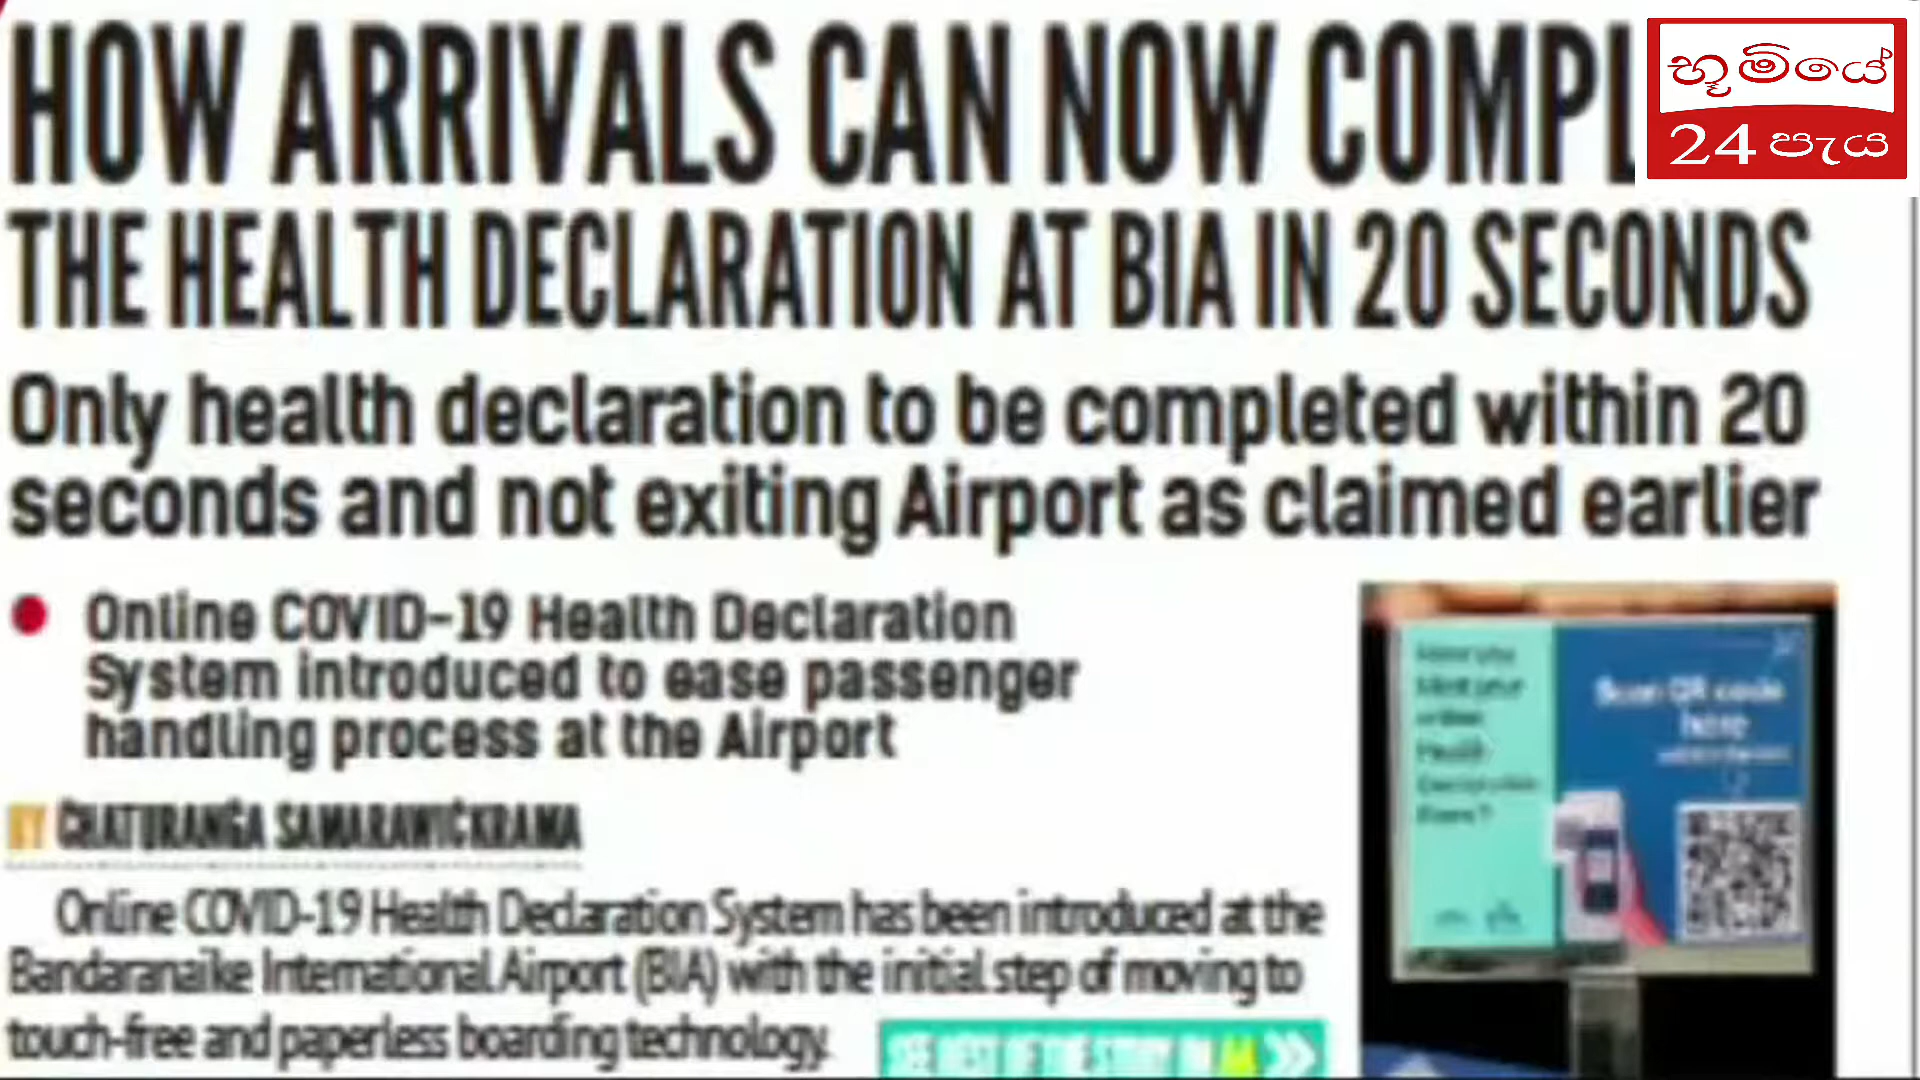 HOW ARRIVALS CAN NOW COMPL
THE HEALTH DECLARATION AT BIA IN 20 SECONDS
Only health declaration to be completed within 20
seconds and not exiting Airport as claimed earlier
Online COVID-19 Health Declaration
System introduced to ease passenger
handling process at the Airport
BY CHATURANGA SAMARAWICKRAMA
Online COVID-19 Health Declaration System has been introduced at the
Bandaranaike International Airport (BIA) with the initial step of moving to
touch-free and paperless boarding technology.
Scan QR code
here
භූමියේ
24 පැය